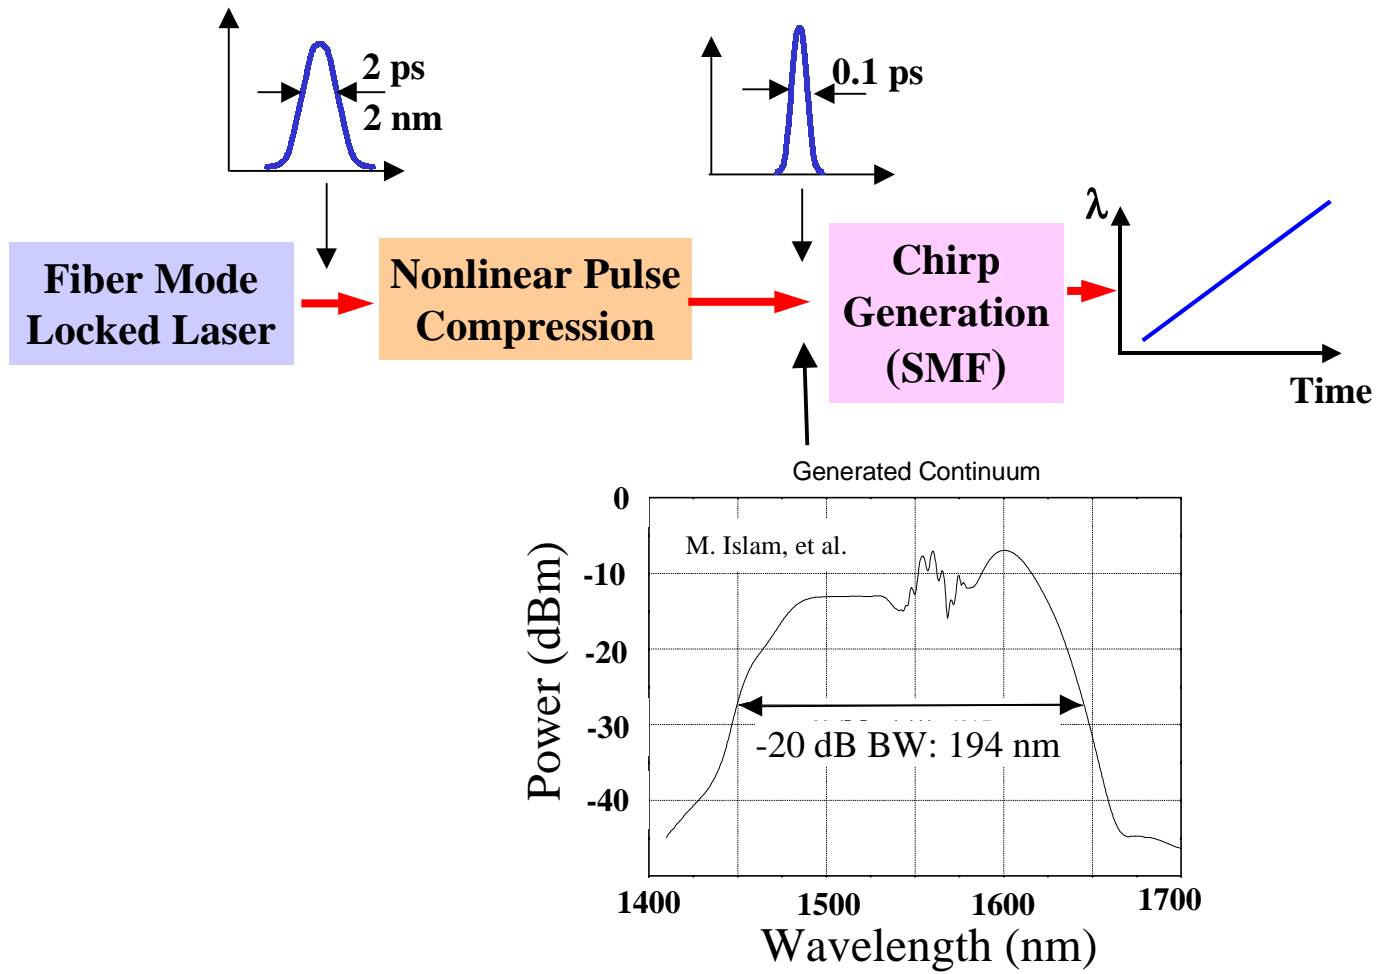 2 ps
2 nm
0.1 ps
Fiber Mode
Locked Laser
Nonlinear Pulse
Compression
Chirp
Generation
(SMF)
λ
Time
Generated Continuum
M. Islam, et al.
0
-10
-20
-30
-40
Power (dBm)
-20 dB BW: 194 nm
1400
1500
1600
1700
Wavelength (nm)